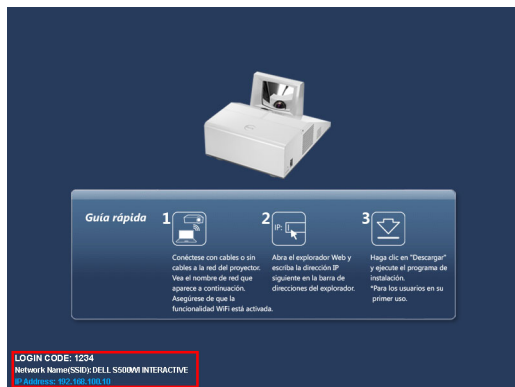 Guía rápida
1
Conéctese con cables o sin
cables a la red del proyector.
Vea el nombre de red que
aparece a continuación.
Asegúrese de que la
funcionalidad WiFi está activada.
2
IP:
Abra el explorador Web y
escriba la dirección IP
siguiente en la barra de
direcciones del explorador.
3
Haga clic en "Descargar"
y ejecute el programa de
instalación.
*Para los usuarios en su
primer uso.
LOGIN CODE: 1234
Network Name(SSID): DELL S500WI INTERACTIVE
IP Address: 192.168.100.10